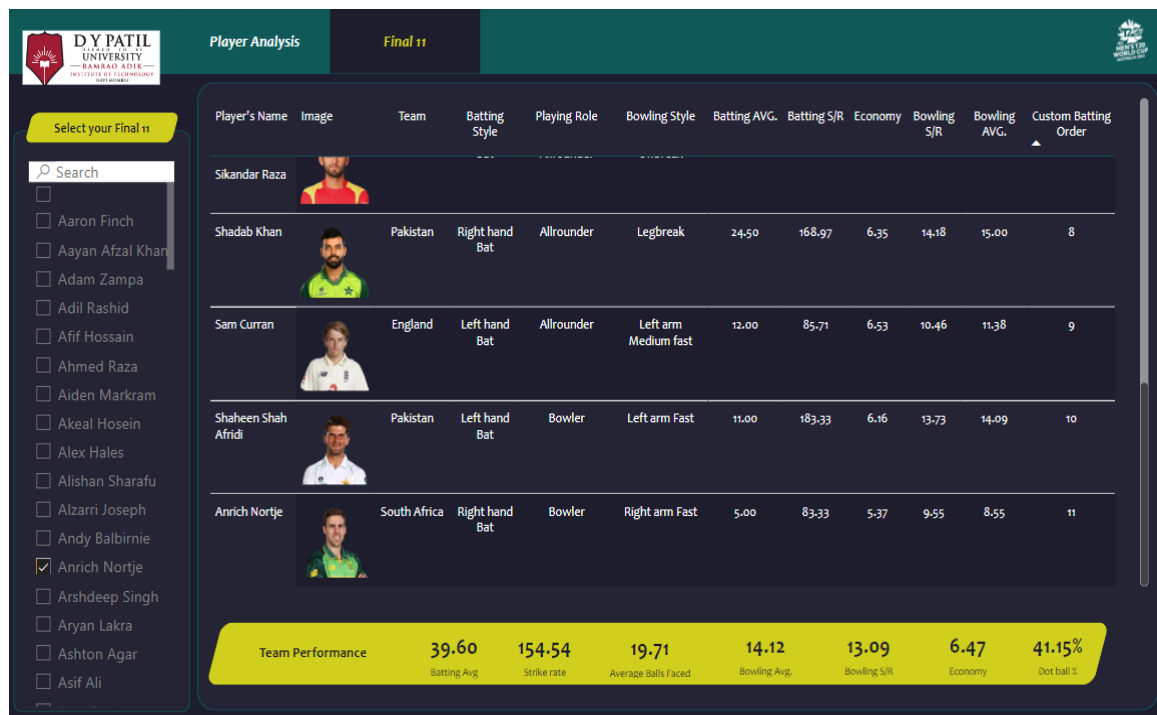 D Y PATIL
DEEMED TO BE
UNIVERSITY
RAMRAO ADIK
INSTITUTE OF TECHNOLOGY
NAVI MUMBAI
Player Analysis
Final 11
MEN'S T20
WORLD CUP
Select your Final 11
Search
Aaron Finch
Aayan Afzal Khan
Adam Zampa
Adil Rashid
Afif Hossain
Ahmed Raza
Aiden Markram
Akeal Hosein
Alex Hales
Alishan Sharafu
Alzarri Joseph
Andy Balbirnie
Anrich Nortje
Arshdeep Singh
Aryan Lakra
Ashton Agar
Asif Ali
Player's Name Image Team Batting Playing Role Bowling Style Batting AVG. Batting S/R Economy Bowling Bowling Custom Batting
Style S/R AVG. Order
Sikandar Raza
Shadab Khan Pakistan Right hand Allrounder Legbreak 24.50 168.97 6.35 14.18 15.00 8
Bat
Sam Curran England Left hand Allrounder Left arm 12.00 85.71 6.53 10.46 11.38 9
Bat Medium fast
Shaheen Shah Pakistan Left hand Bowler Left arm Fast 11.00 183.33 6.16 13.73 14.09 10
Afridi Bat
Anrich Nortje South Africa Right hand Bowler Right arm Fast 5.00 83.33 5.37 9.55 8.55 11
Bat
Team Performance 39.60 154.54 19.71 14.12 13.09 6.47 41.15%
Batting Avg Strike rate Average Balls Faced Bowling Avg. Bowling S/R Economy Dot ball %